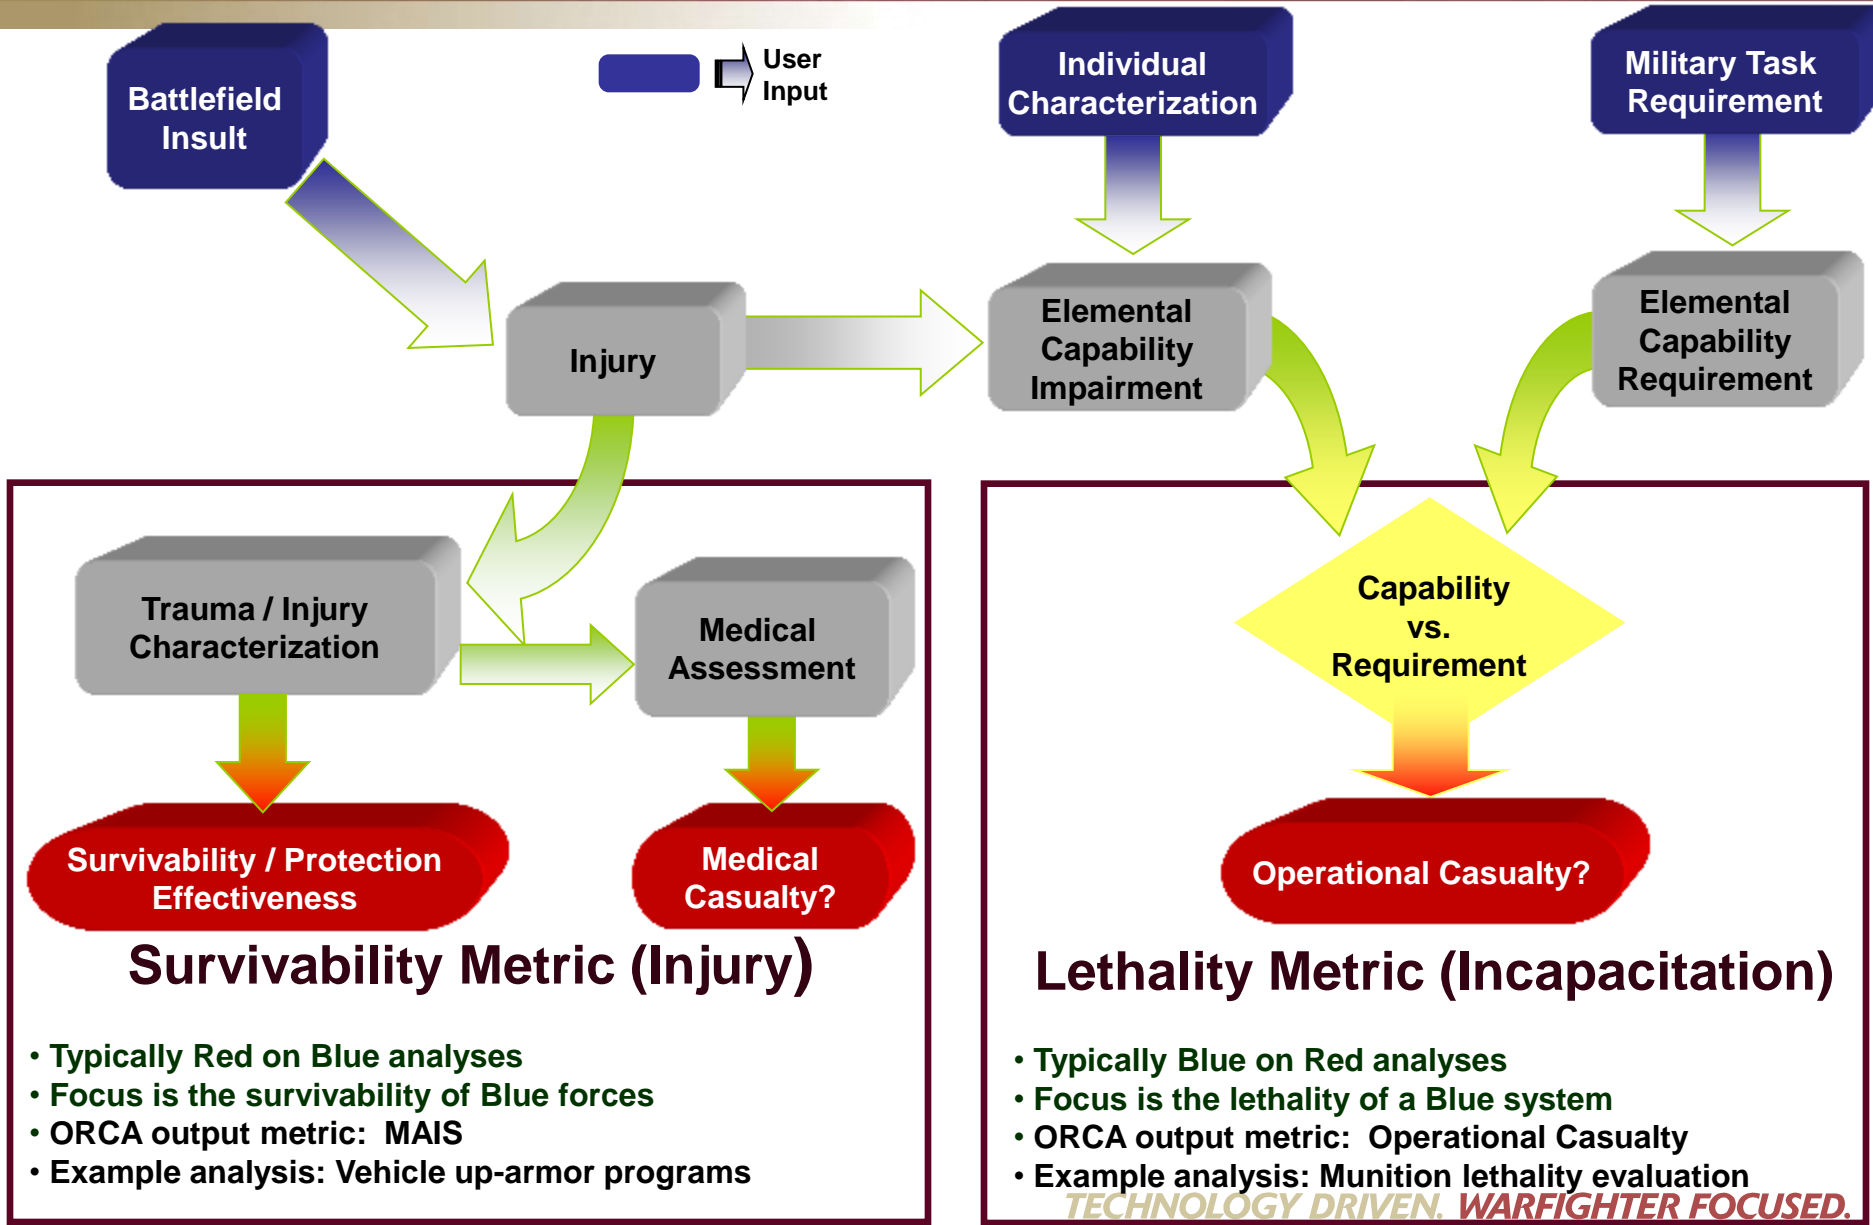 Battlefield
Insult
User
Input
Individual
Characterization
Military Task
Requirement
Injury
Elemental
Capability
Impairment
Elemental
Capability
Requirement
Trauma / Injury
Characterization
Medical
Assessment
Capability
vs.
Requirement
Survivability / Protection
Effectiveness
Medical
Casualty?
Operational Casualty?
Survivability Metric (Injury)
• Typically Red on Blue analyses
• Focus is the survivability of Blue forces
• ORCA output metric:  MAIS
• Example analysis: Vehicle up-armor programs
Lethality Metric (Incapacitation)
• Typically Blue on Red analyses
• Focus is the lethality of a Blue system
• ORCA output metric:  Operational Casualty
• Example analysis: Munition lethality evaluation
TECHNOLOGY DRIVEN. WARFIGHTER FOCUSED.